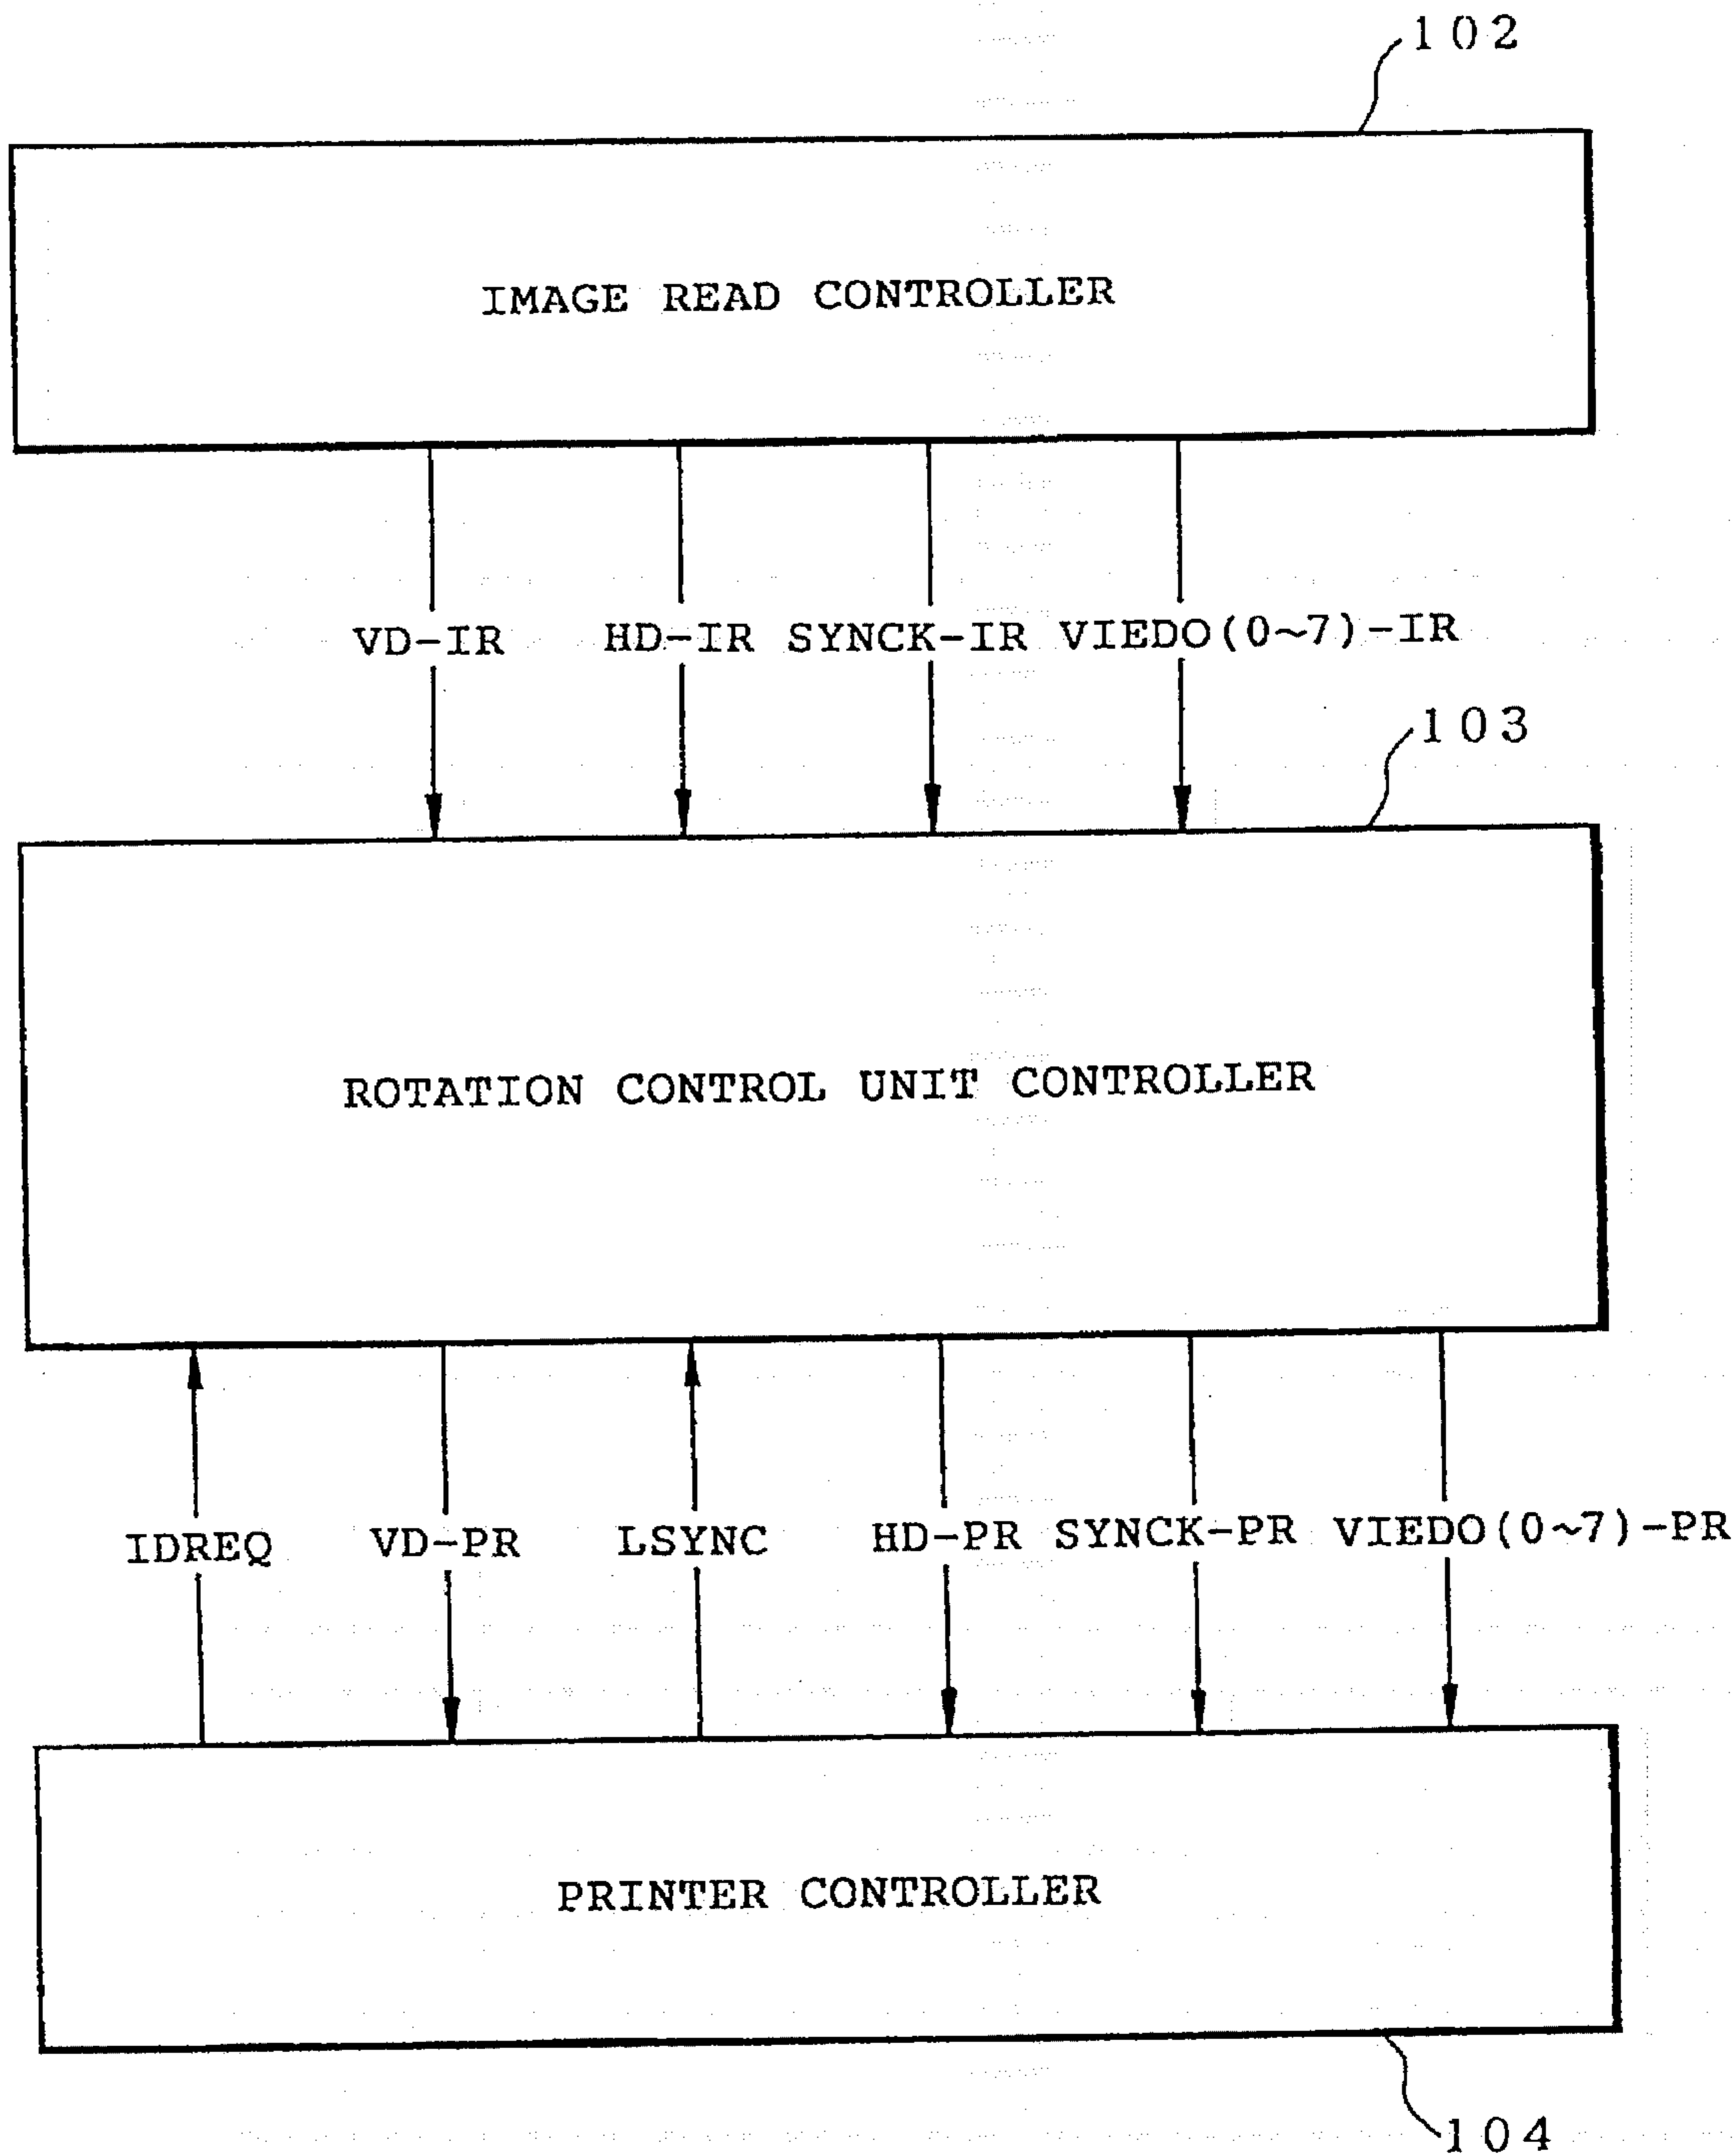 102
IMAGE READ CONTROLLER
VD-IR HD-IR SYNCK-IR VIEDO(0~7)-IR
103
ROTATION CONTROL UNIT CONTROLLER
IDREQ VD-PR LSYNC HD-PR SYNCK-PR VIEDO(0~7)-PR
PRINTER CONTROLLER
104